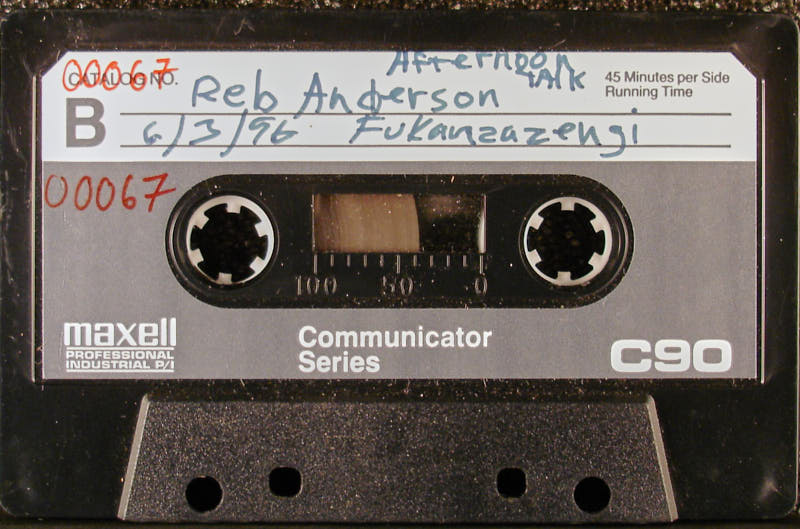 Afternoon
TAlK
00067
CATALOG NO.
Reb Anderson
45 Minutes per Side
Running Time
B
6/3/96 Fukanzazengi
00067
100 50 0
maxell
PROFESSIONAL
INDUSTRIAL P/I
Communicator
Series
C90